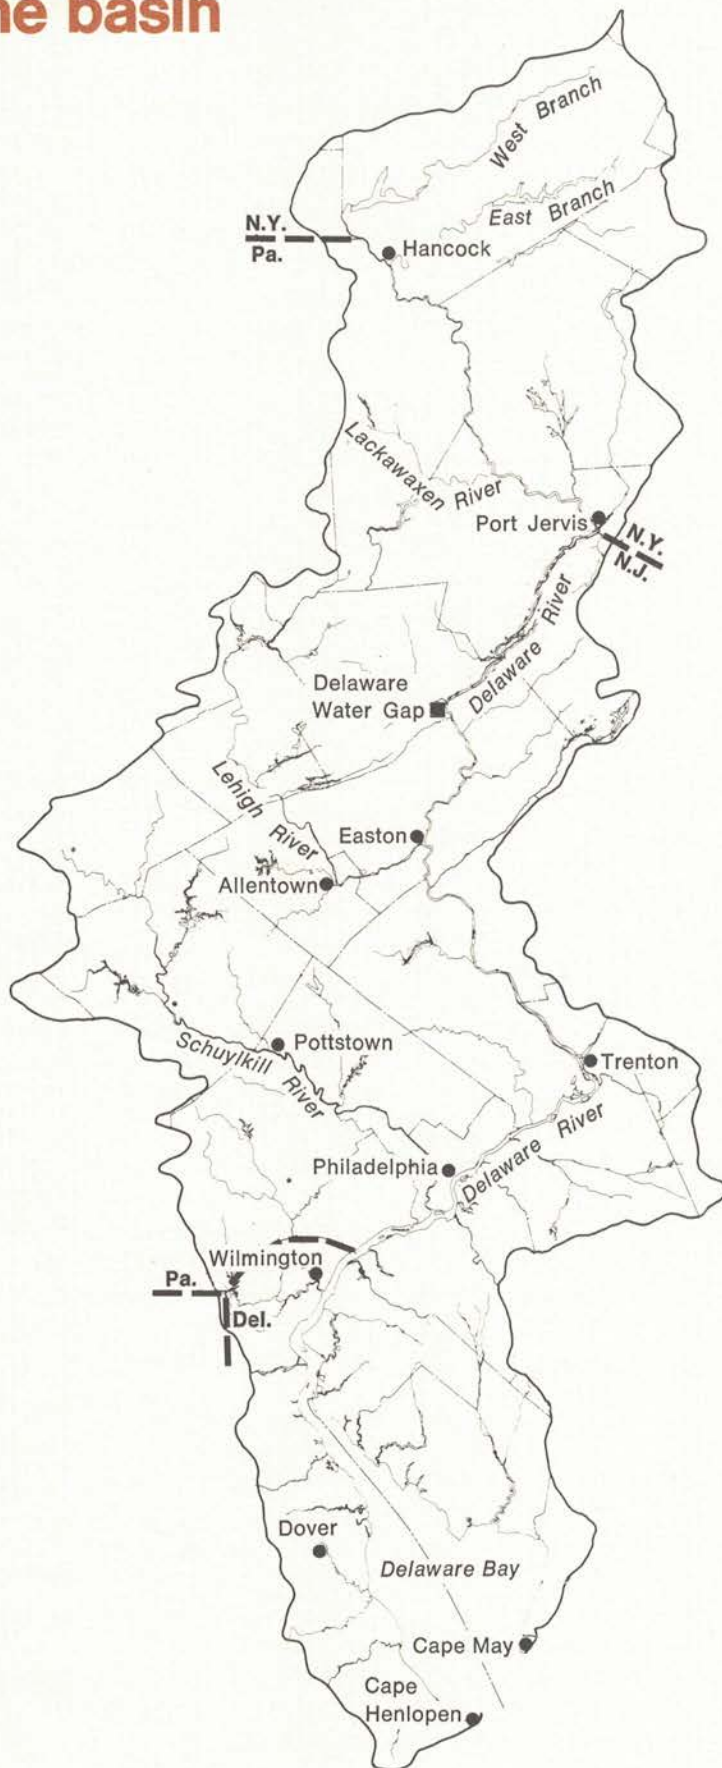 ne basin
West Branch
East Branch
N.Y.
Pa.
Hancock
Lackawaxen River
Port Jervis
N.Y.
N.J.
Delaware River
Delaware
Water Gap
Lehigh River
Easton
Allentown
Pottstown
Schuylkill River
Trenton
Delaware River
Philadelphia
Wilmington
Pa.
Del.
Dover
Delaware Bay
Cape May
Cape
Henlopen